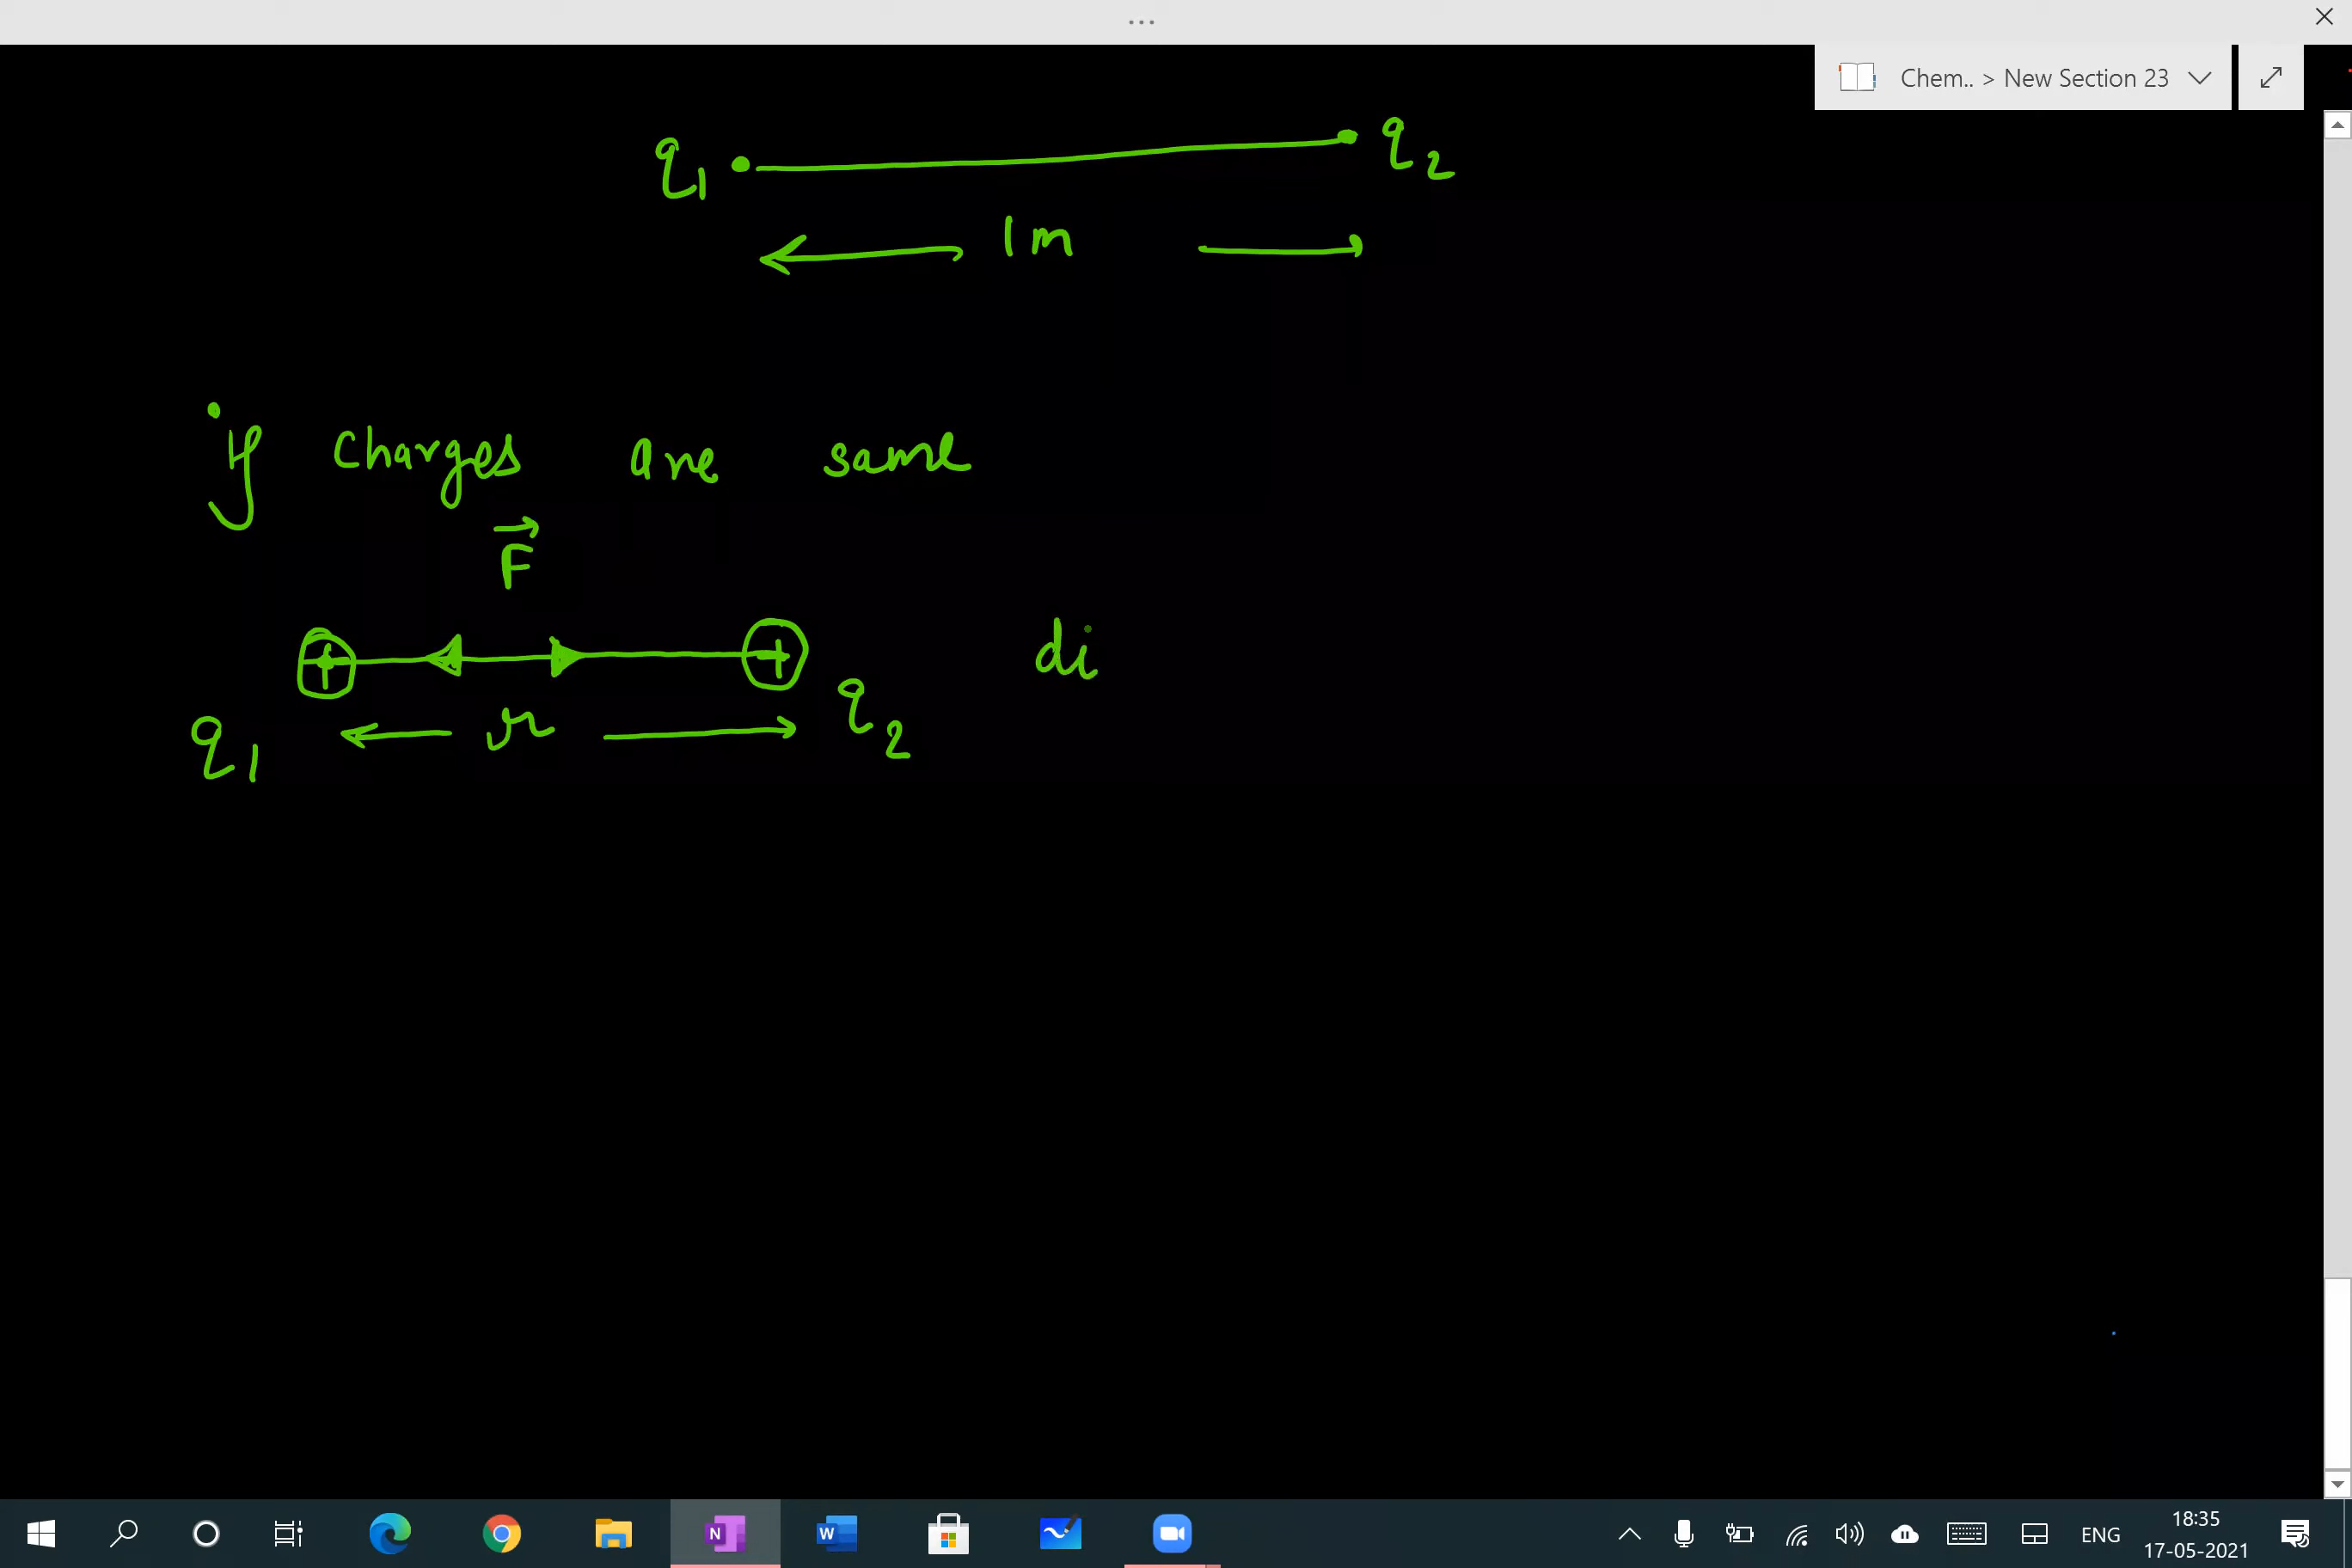 Chem.. > New Section 23
q1 q2
1m
if charges are same
F
di
r
q1 q2
ENG 18:35
17-05-2021